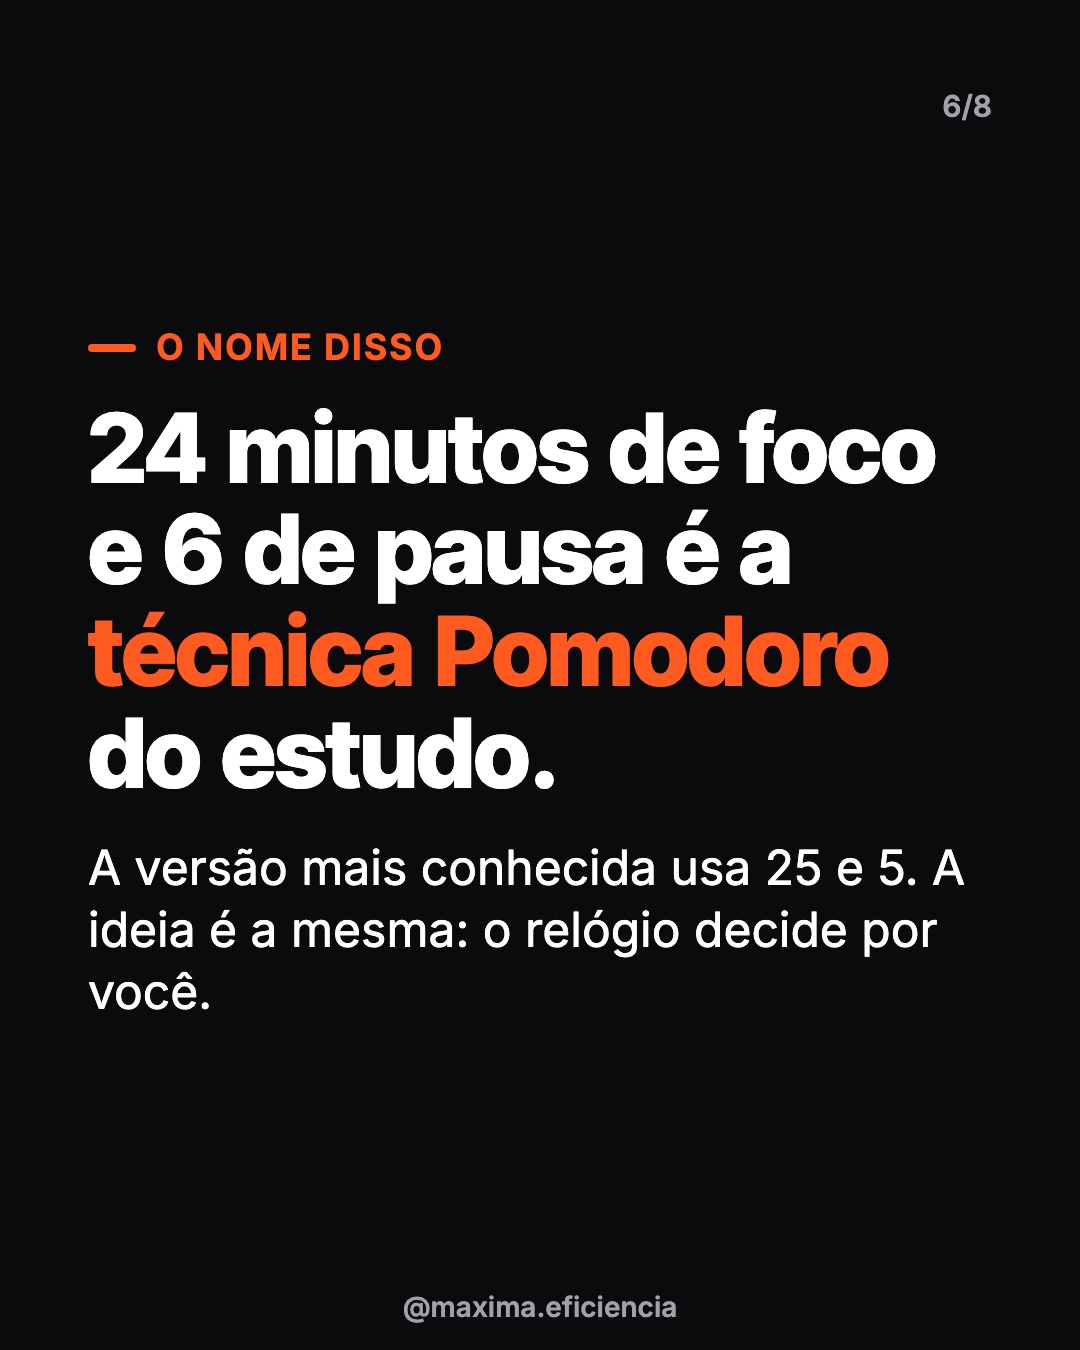 6/8
O NOME DISSO
24 minutos de foco
e 6 de pausa é a
técnica Pomodoro
do estudo.
A versão mais conhecida usa 25 e 5. A
ideia é a mesma: o relógio decide por
você.
@maxima.eficiencia